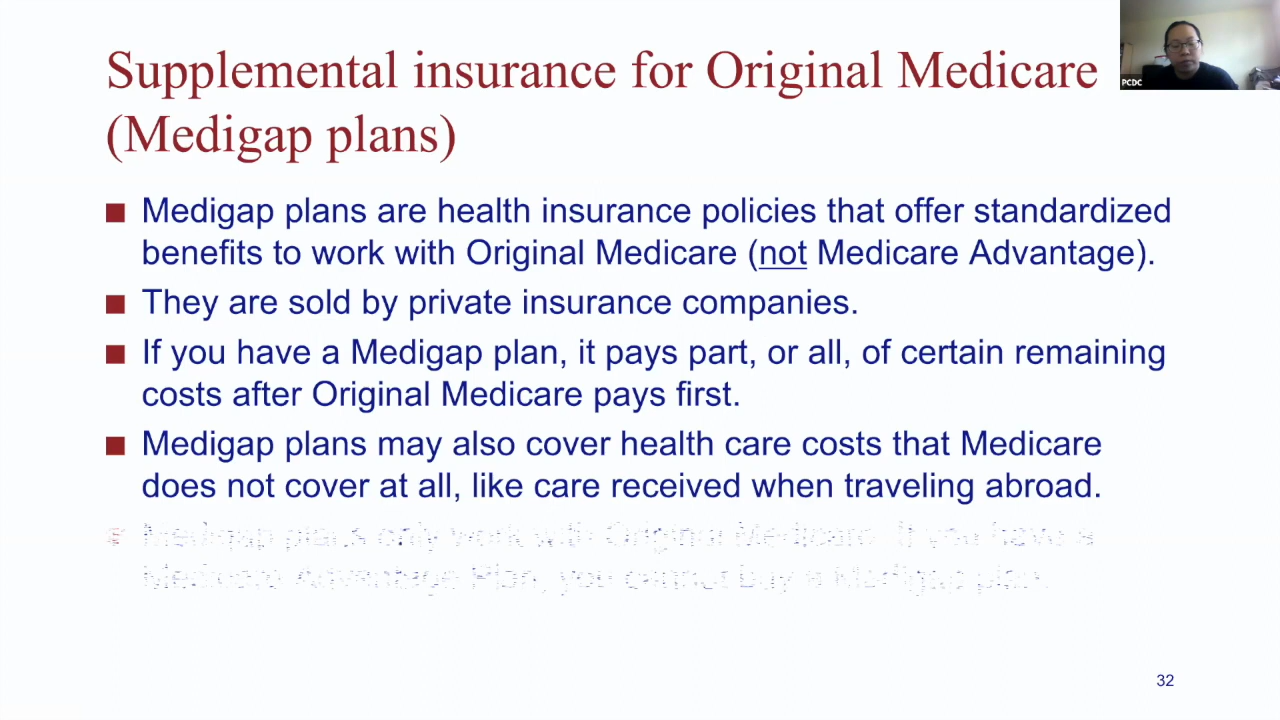 Supplemental insurance for Original Medicare
(Medigap plans)
PCDC
■ Medigap plans are health insurance policies that offer standardized
benefits to work with Original Medicare (not Medicare Advantage).
■ They are sold by private insurance companies.
■ If you have a Medigap plan, it pays part, or all, of certain remaining
costs after Original Medicare pays first.
■ Medigap plans may also cover health care costs that Medicare
does not cover at all, like care received when traveling abroad.
■ Medigap plans only work with Original Medicare. If you have a
Medicare Advantage Plan, you cannot buy a Medigap plan.
32